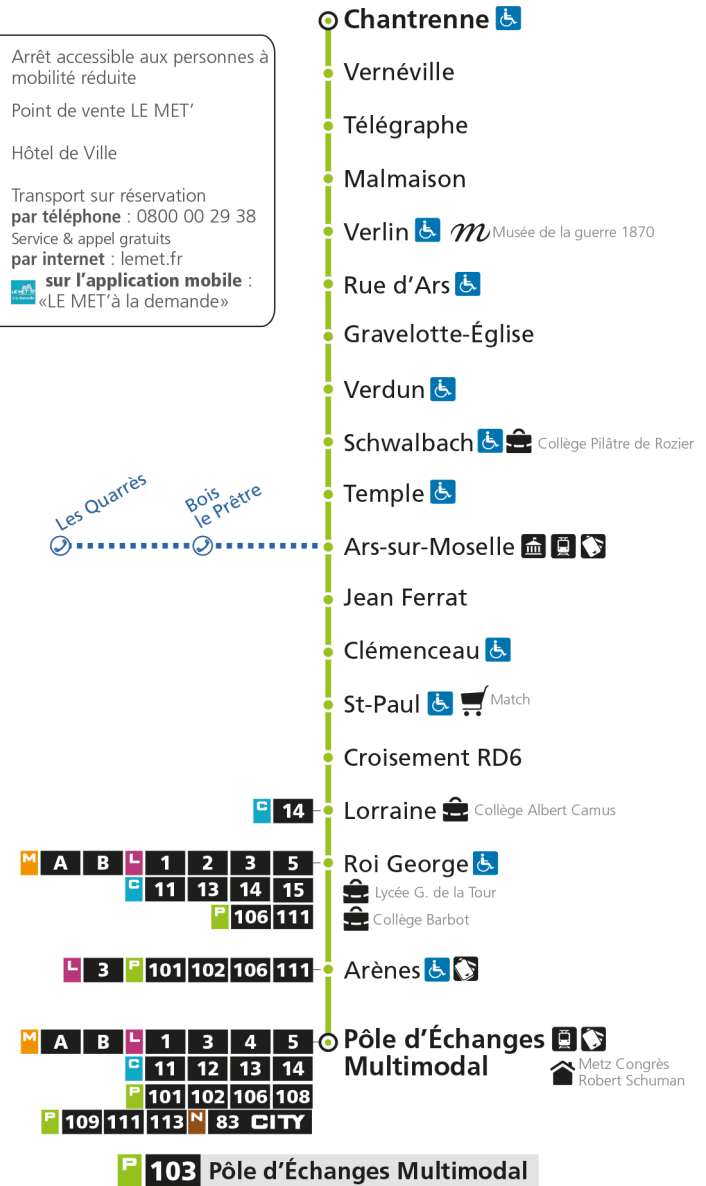 Chantrenne
Arrêt accessible aux personnes à
mobilité réduite
Point de vente LE MET’
Hôtel de Ville
Transport sur réservation
par téléphone : 0800 00 29 38
Service & appel gratuits
par internet : lemet.fr
sur l’application mobile :
«LE MET’à la demande»
Vernéville
Télégraphe
Malmaison
Verlin m Musée de la guerre 1870
Rue d’Ars
Gravelotte-Église
Verdun
Schwalbach Collège Pilâtre de Rozier
Temple
Les Quarrès
Bois
le Prêtre
Ars-sur-Moselle
Jean Ferrat
Clémenceau
St-Paul Match
Croisement RD6
C 14 Lorraine Collège Albert Camus
M A B L 1 2 3 5 Roi George
C 11 13 14 15 Lycée G. de la Tour
P 106 111 Collège Barbot
L 3 P 101 102 106 111 Arènes
M A B L 1 3 4 5 Pôle d’Échanges
Multimodal
C 11 12 13 14 Metz Congrès
Robert Schuman
P 101 102 106 108
P 109 111 113 N 83 CITY
P 103 Pôle d’Échanges Multimodal